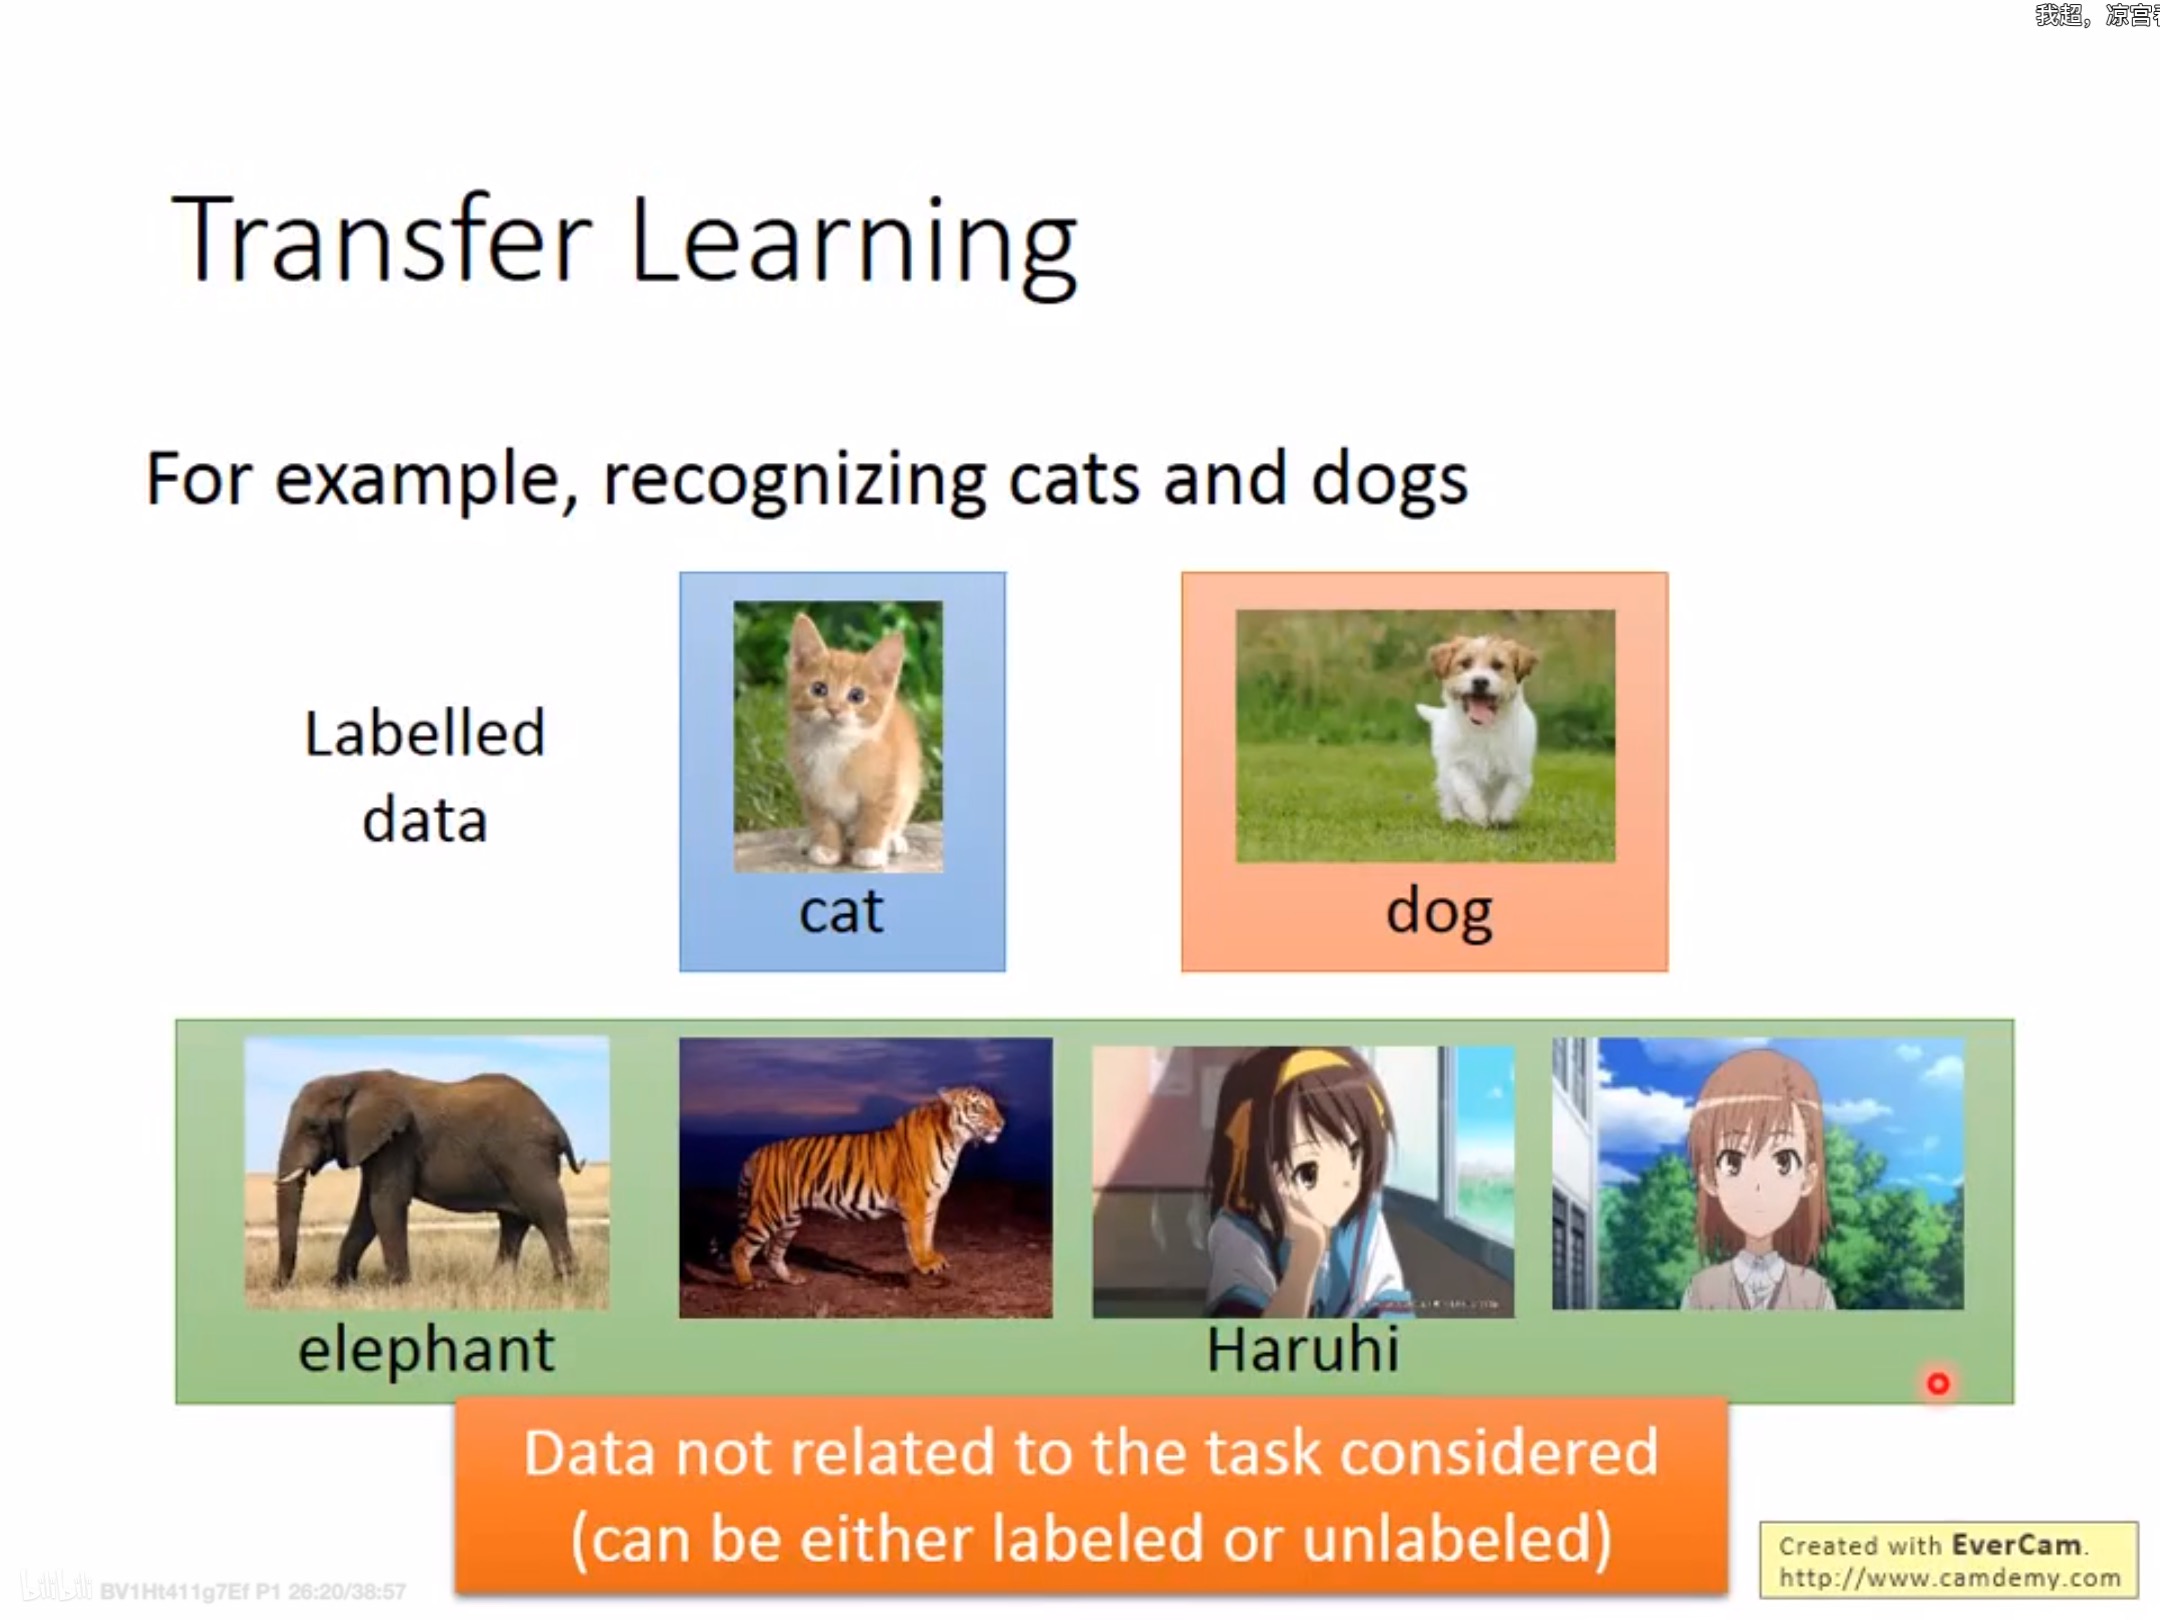 我超，凉宫
Transfer Learning
For example, recognizing cats and dogs
Labelled
data
cat
dog
elephant
Haruhi
Data not related to the task considered
(can be either labeled or unlabeled)
Created with EverCam.
http://www.camdemy.com
bilibili BV1Ht411g7Ef P1 26:20/38:57